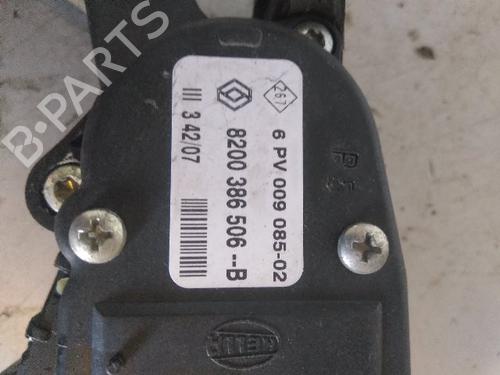 267
6 PV 009 085-02
8200 386 506--B
3 42/07
HELLA
B-PARTS